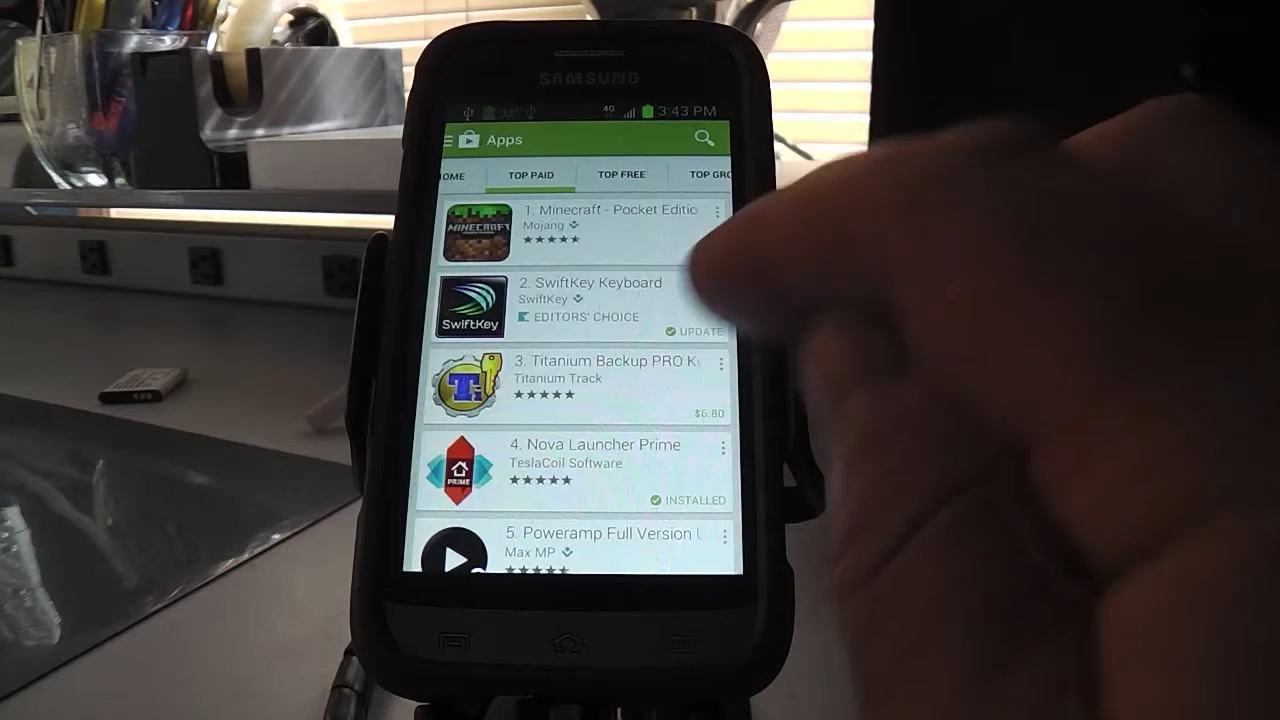 SAMSUNG
4G 3:43 PM
Apps
OME TOP PAID TOP FREE TOP GRO
MINECRAFT
1. Minecraft - Pocket Editio
Mojang
SwiftKey
2. SwiftKey Keyboard
SwiftKey
EDITORS' CHOICE
UPDATE
3. Titanium Backup PRO K
Titanium Track
$6.80
PRIME
4. Nova Launcher Prime
TeslaCoil Software
INSTALLED
5. Poweramp Full Version U
Max MP